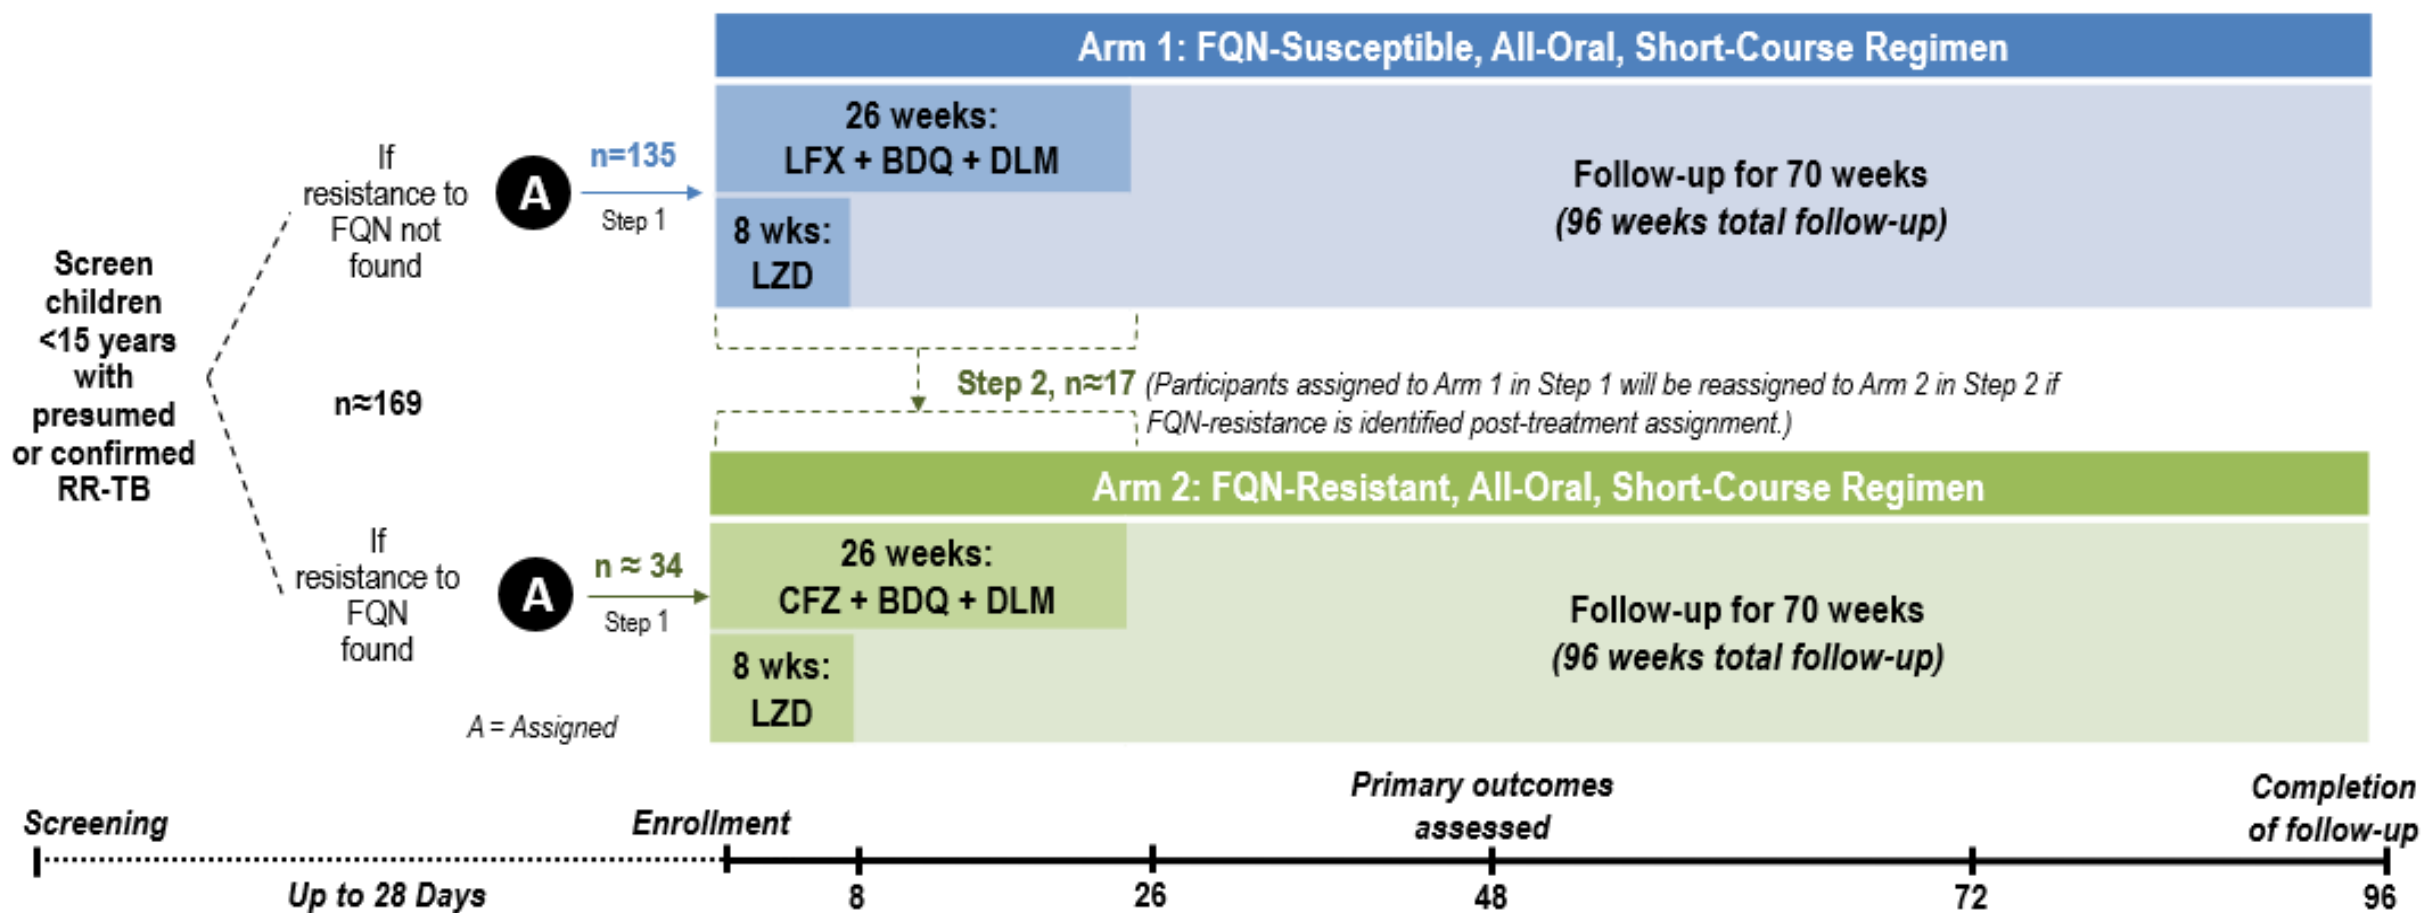 Screen
children
<15 years
with
presumed
or confirmed
RR-TB
n≈169
If
resistance to
FQN not
found
A
n=135
Step 1
Arm 1: FQN-Susceptible, All-Oral, Short-Course Regimen
26 weeks:
LFX + BDQ + DLM
8 wks:
LZD
Follow-up for 70 weeks
(96 weeks total follow-up)
Step 2, n≈17 (Participants assigned to Arm 1 in Step 1 will be reassigned to Arm 2 in Step 2 if
FQN-resistance is identified post-treatment assignment.)
If
resistance to
FQN
found
A
n ≈ 34
Step 1
Arm 2: FQN-Resistant, All-Oral, Short-Course Regimen
26 weeks:
CFZ + BDQ + DLM
8 wks:
LZD
Follow-up for 70 weeks
(96 weeks total follow-up)
A = Assigned
Screening
Enrollment
Primary outcomes
assessed
Completion
of follow-up
Up to 28 Days
8
26
48
72
96